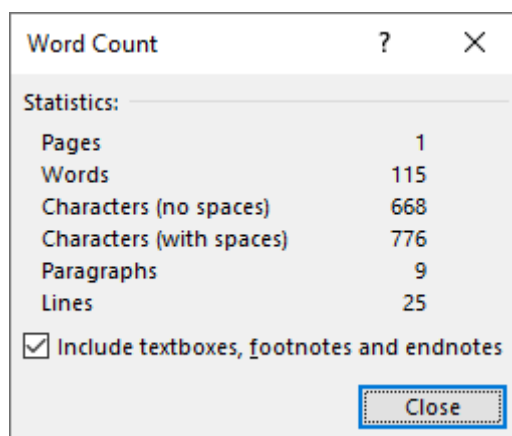 Word Count ? ×
Statistics:
Pages 1
Words 115
Characters (no spaces) 668
Characters (with spaces) 776
Paragraphs 9
Lines 25
Include textboxes, footnotes and endnotes
Close